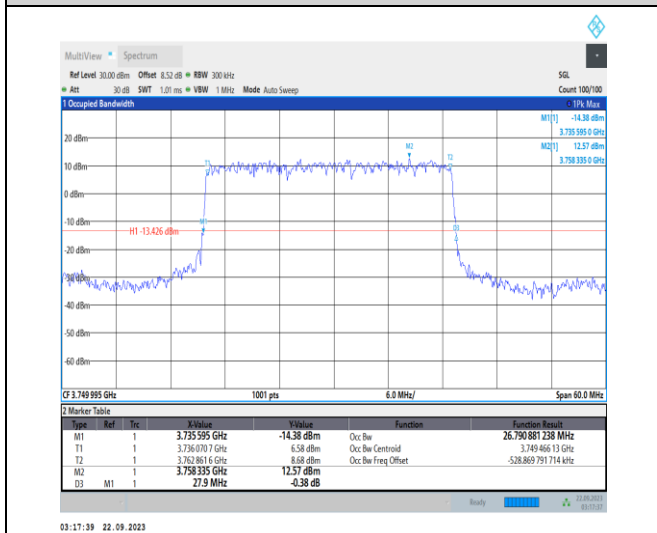 MultiView Spectrum
Ref Level 30.00 dBm Offset 8.52 dB RBW 300 kHz SGL
Att 30 dB SWT 1.01 ms VBW 1 MHz Mode Auto Sweep Count 100/100
1 Occupied Bandwidth 1Pk Max
M1[1] -14.38 dBm
3.735 595 0 GHz
M2[1] 12.57 dBm
3.758 335 0 GHz
20 dBm
M2
T1 T2
10 dBm
0 dBm
-10 dBm
M1
D3
H1 -13.426 dBm
-20 dBm
-30 dBm
-40 dBm
-50 dBm
-60 dBm
CF 3.749 995 GHz 1001 pts 6.0 MHz/ Span 60.0 MHz
2 Marker Table
Type Ref Trc X-Value Y-Value Function Function Result
M1 1 3.735 595 GHz -14.38 dBm Occ Bw 26.790 881 238 MHz
T1 1 3.736 070 7 GHz 6.58 dBm Occ Bw Centroid 3.749 466 13 GHz
T2 1 3.762 861 6 GHz 8.68 dBm Occ Bw Freq Offset -528.869 791 714 kHz
M2 1 3.758 335 GHz 12.57 dBm
D3 M1 1 27.9 MHz -0.38 dB
Ready 22.09.2023
03:17:37
03:17:39 22.09.2023